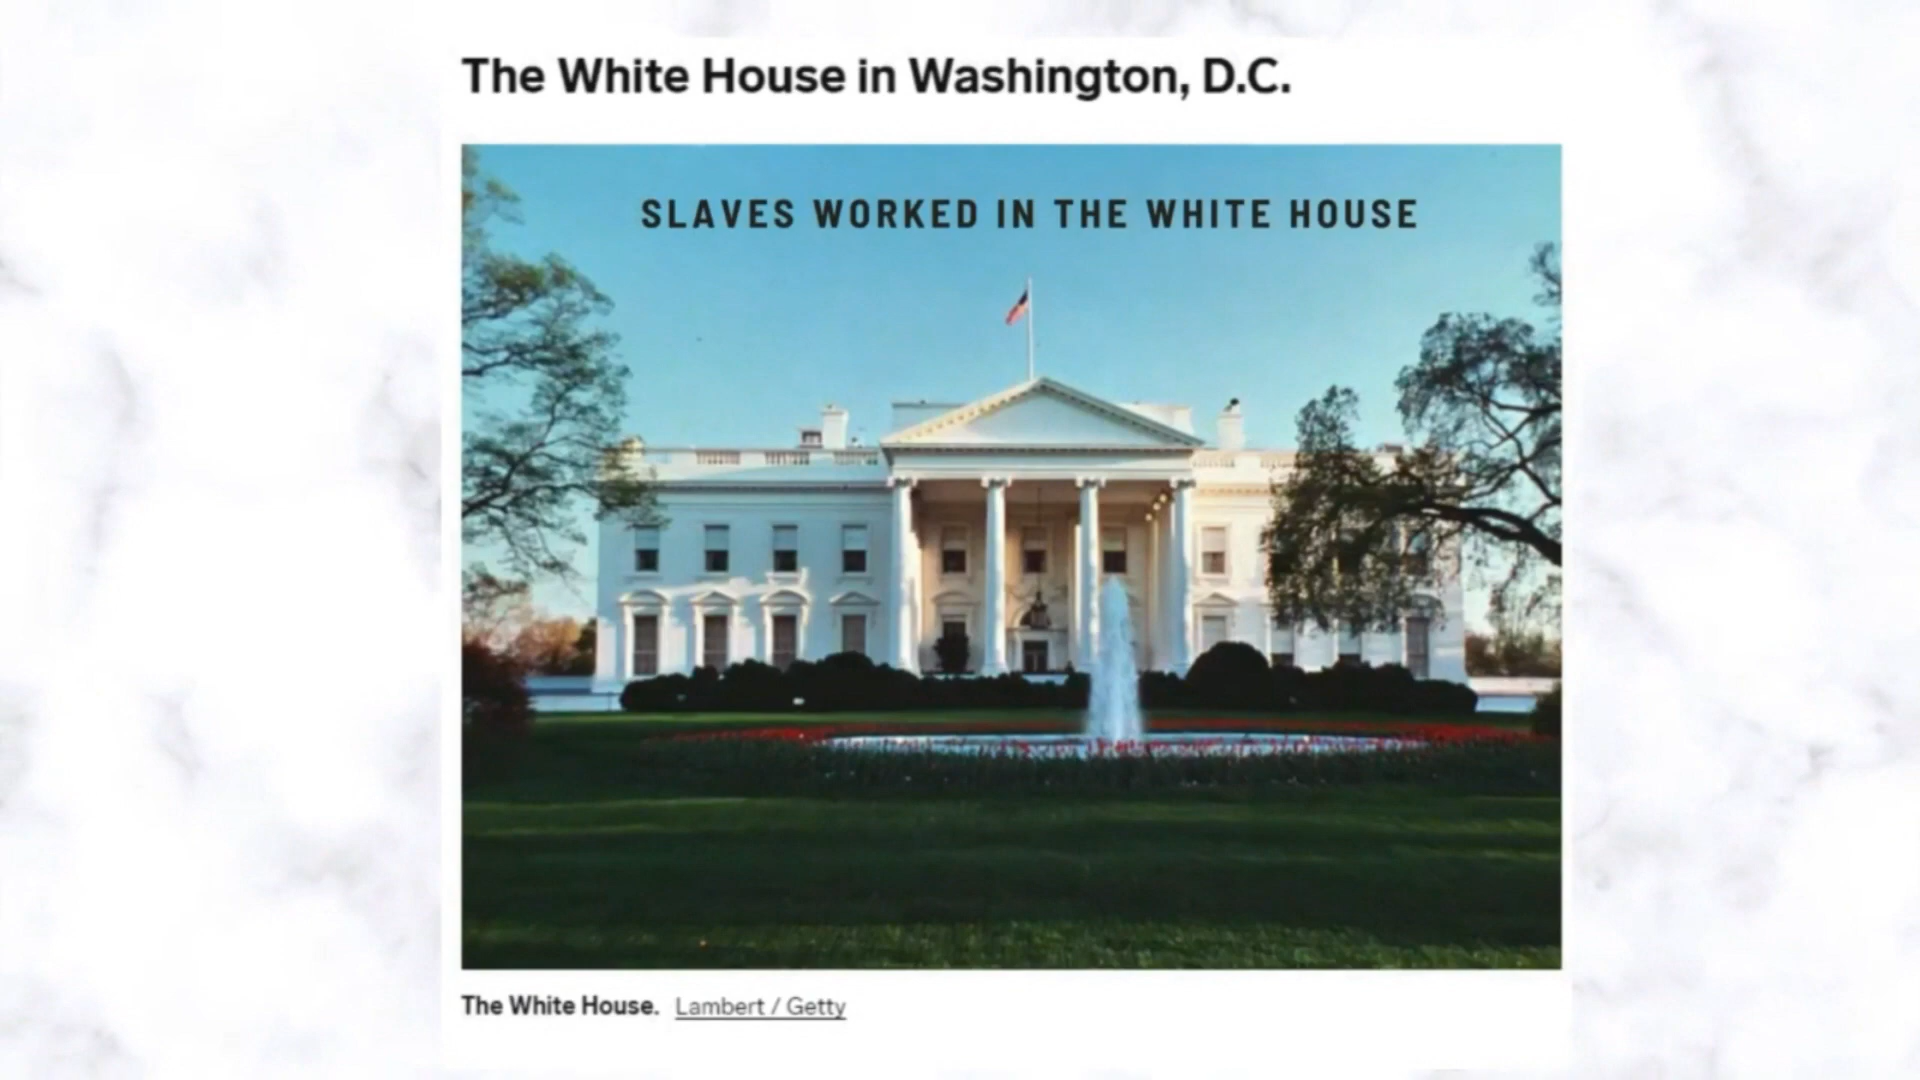 The White House in Washington, D.C.
SLAVES WORKED IN THE WHITE HOUSE
The White House. Lambert / Getty